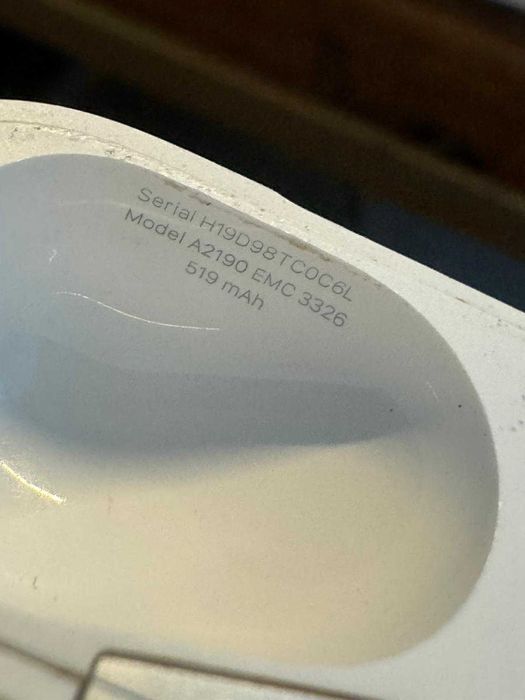 Serial H19D98TC0C6L
Model A2190 EMC 3326
519 mAh